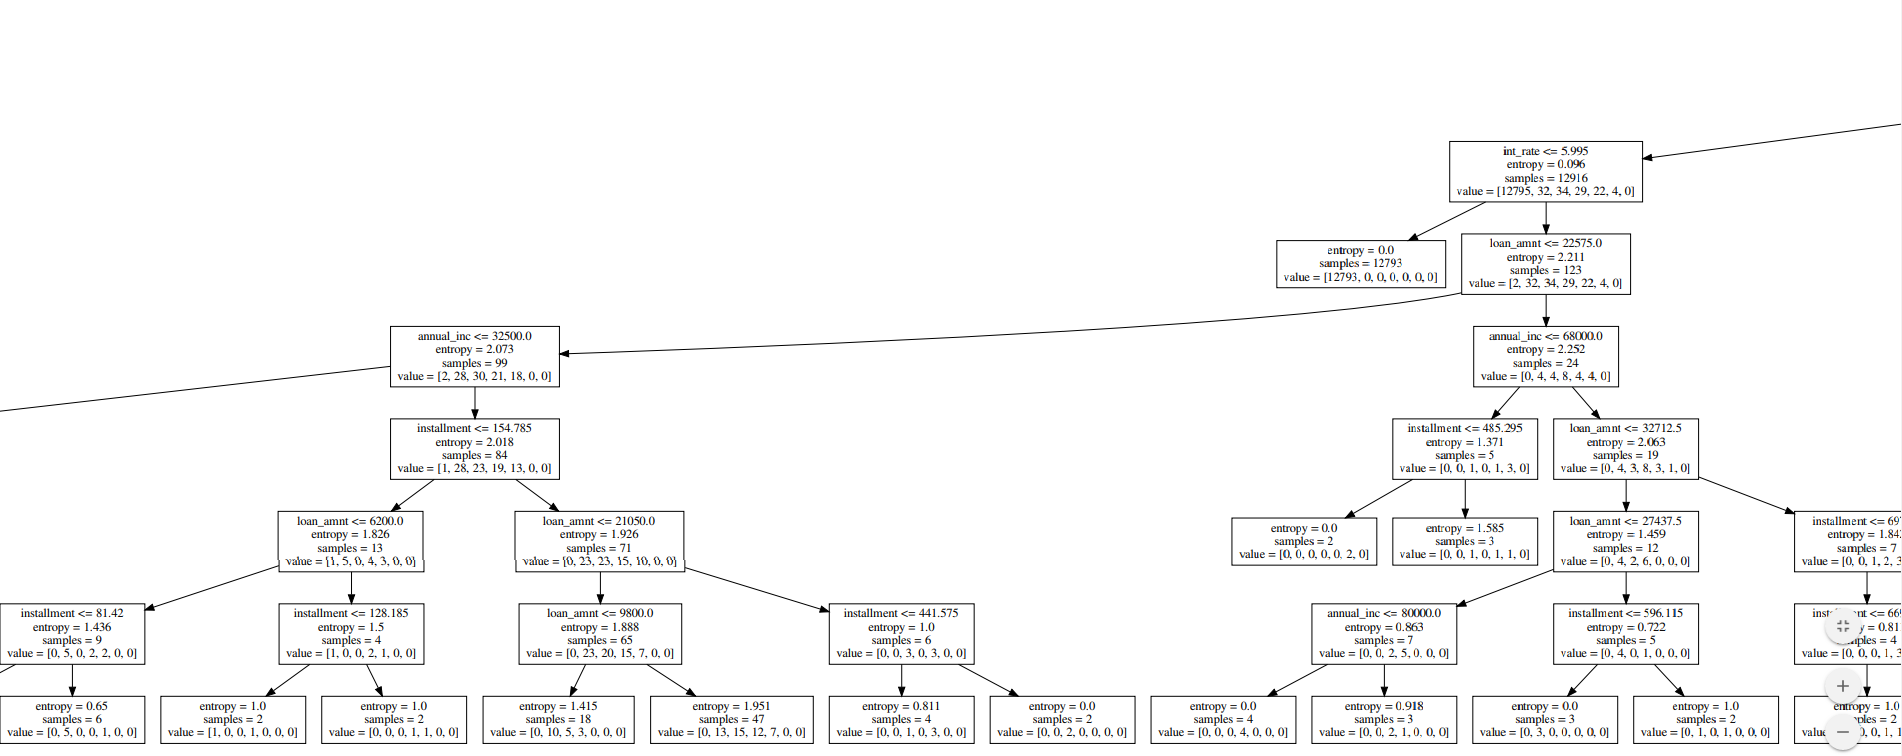 int_rate <= 5.995
entropy = 0.096
samples = 12916
value = [12795, 32, 34, 29, 22, 4, 0]
entropy = 0.0
samples = 12793
value = [12793, 0, 0, 0, 0, 0, 0]
loan_amnt <= 22575.0
entropy = 2.211
samples = 123
value = [2, 32, 34, 29, 22, 4, 0]
annual_inc <= 32500.0
entropy = 2.073
samples = 99
value = [2, 28, 30, 21, 18, 0, 0]
annual_inc <= 68000.0
entropy = 2.252
samples = 24
value = [0, 4, 4, 8, 4, 4, 0]
installment <= 154.785
entropy = 2.018
samples = 84
value = [1, 28, 23, 19, 13, 0, 0]
installment <= 485.295
entropy = 1.371
samples = 5
value = [0, 0, 1, 0, 1, 3, 0]
loan_amnt <= 32712.5
entropy = 2.063
samples = 19
value = [0, 4, 3, 8, 3, 1, 0]
loan_amnt <= 6200.0
entropy = 1.826
samples = 13
value = [1, 5, 0, 4, 3, 0, 0]
loan_amnt <= 21050.0
entropy = 1.926
samples = 71
value = [0, 23, 23, 15, 10, 0, 0]
entropy = 0.0
samples = 2
value = [0, 0, 0, 0, 0, 2, 0]
entropy = 1.585
samples = 3
value = [0, 0, 1, 0, 1, 1, 0]
loan_amnt <= 27437.5
entropy = 1.459
samples = 12
value = [0, 4, 2, 6, 0, 0, 0]
installment <=
entropy =
samples = 7
value = [0, 0, 1, 2,
installment <= 81.42
entropy = 1.436
samples = 9
value = [0, 5, 0, 2, 2, 0, 0]
installment <= 128.185
entropy = 1.5
samples = 4
value = [1, 0, 0, 2, 1, 0, 0]
loan_amnt <= 9800.0
entropy = 1.888
samples = 65
value = [0, 23, 20, 15, 7, 0, 0]
installment <= 441.575
entropy = 1.0
samples = 6
value = [0, 0, 3, 0, 3, 0, 0]
annual_inc <= 80000.0
entropy = 0.863
samples = 7
value = [0, 0, 2, 5, 0, 0, 0]
installment <= 596.115
entropy = 0.722
samples = 5
value = [0, 4, 0, 1, 0, 0, 0]
<=
= 4
value = [0, 0, 0, 1,
entropy = 0.65
samples = 6
value = [0, 5, 0, 0, 1, 0, 0]
entropy = 1.0
samples = 2
value = [1, 0, 0, 1, 0, 0, 0]
entropy = 1.0
samples = 2
value = [0, 0, 0, 1, 1, 0, 0]
entropy = 1.415
samples = 18
value = [0, 10, 5, 3, 0, 0, 0]
entropy = 1.951
samples = 47
value = [0, 13, 15, 12, 7, 0, 0]
entropy = 0.811
samples = 4
value = [0, 0, 1, 0, 3, 0, 0]
entropy = 0.0
samples = 2
value = [0, 0, 2, 0, 0, 0, 0]
entropy = 0.0
samples = 4
value = [0, 0, 0, 4, 0, 0, 0]
entropy = 0.918
samples = 3
value = [0, 0, 2, 1, 0, 0, 0]
entropy = 0.0
samples = 3
value = [0, 3, 0, 0, 0, 0, 0]
entropy = 1.0
samples = 2
value = [0, 1, 0, 1, 0, 0, 0]
entropy = 1.0
= 2